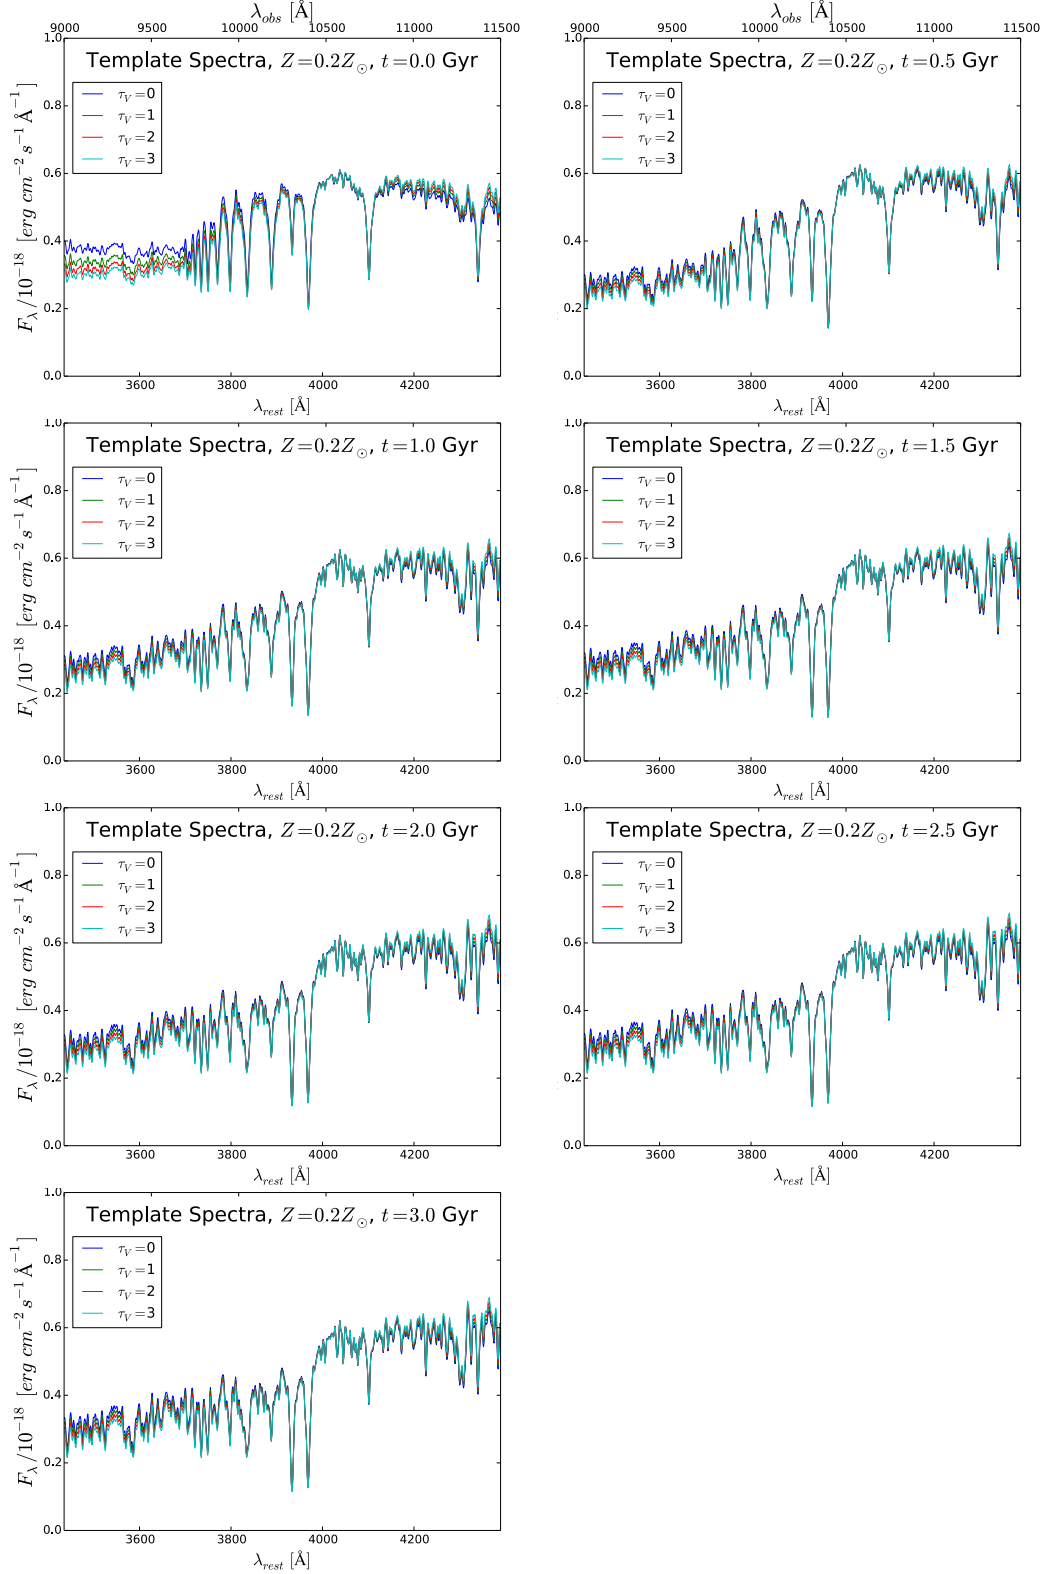 λobs [Å]
9000 9500 10000 10500 11000 11500
Template Spectra, Z=0.2Z⊙, t=0.0 Gyr
τV=0
τV=1
τV=2
τV=3
Fλ/10−18 [erg cm−2 s−1 Å−1]
1.0
0.8
0.6
0.4
0.2
0.0
3600 3800 4000 4200
λrest [Å]
λobs [Å]
9000 9500 10000 10500 11000 11500
Template Spectra, Z=0.2Z⊙, t=0.5 Gyr
τV=0
τV=1
τV=2
τV=3
1.0
0.8
0.6
0.4
0.2
0.0
3600 3800 4000 4200
λrest [Å]
Template Spectra, Z=0.2Z⊙, t=1.0 Gyr
τV=0
τV=1
τV=2
τV=3
Fλ/10−18 [erg cm−2 s−1 Å−1]
1.0
0.8
0.6
0.4
0.2
0.0
3600 3800 4000 4200
λrest [Å]
Template Spectra, Z=0.2Z⊙, t=1.5 Gyr
τV=0
τV=1
τV=2
τV=3
1.0
0.8
0.6
0.4
0.2
0.0
3600 3800 4000 4200
λrest [Å]
Template Spectra, Z=0.2Z⊙, t=2.0 Gyr
τV=0
τV=1
τV=2
τV=3
Fλ/10−18 [erg cm−2 s−1 Å−1]
1.0
0.8
0.6
0.4
0.2
0.0
3600 3800 4000 4200
λrest [Å]
Template Spectra, Z=0.2Z⊙, t=2.5 Gyr
τV=0
τV=1
τV=2
τV=3
1.0
0.8
0.6
0.4
0.2
0.0
3600 3800 4000 4200
λrest [Å]
Template Spectra, Z=0.2Z⊙, t=3.0 Gyr
τV=0
τV=1
τV=2
τV=3
Fλ/10−18 [erg cm−2 s−1 Å−1]
1.0
0.8
0.6
0.4
0.2
0.0
3600 3800 4000 4200
λrest [Å]